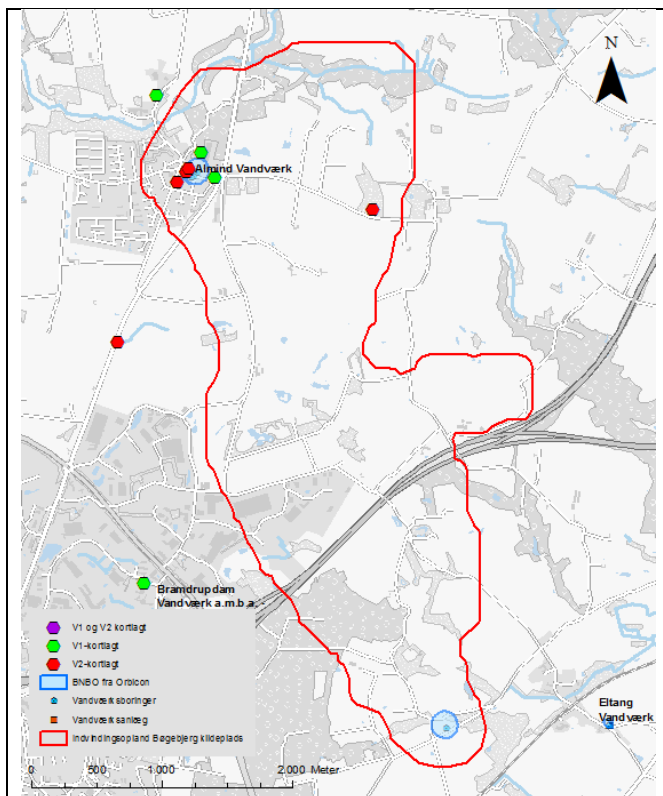 N
Almind Vandværk
Bramdrupdam
Vandværk a.m.b.a.
V1 og V2 kortlagt
V1-kortlagt
V2-kortlagt
BNBO fra Orbicon
Vandværksboringer
Vandværksanlæg
Indvindingsopland Bøgebjerg kildeplads
Eltang
Vandværk
0 500 1.000 2.000 Meter